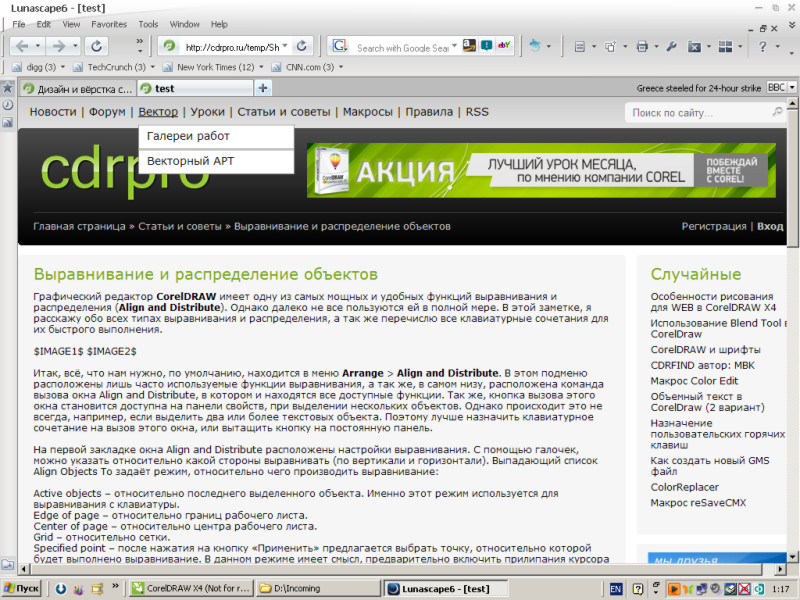 Lunascape6 - [test]
File Edit View Favorites Tools Window Help
http://cdrpro.ru/temp/Sh
Search with Google Sear
digg (3) TechCrunch (3) New York Times (12) CNN.com (3)
Дизайн и вёрстка с... test
Greece steeled for 24-hour strike BBC
Новости | Форум | Вектор | Уроки | Статьи и советы | Макросы | Правила | RSS
Поиск по сайту...
Галереи работ
Векторный АРТ
cdrpro
АКЦИЯ
ЛУЧШИЙ УРОК МЕСЯЦА,
по мнению компании COREL
ПОБЕЖДАЙ
ВМЕСТЕ
С COREL!
Главная страница » Статьи и советы » Выравнивание и распределение объектов
Регистрация | Вход
Выравнивание и распределение объектов
Графический редактор CorelDRAW имеет одну из самых мощных и удобных функций выравнивания и
распределения (Align and Distribute). Однако далеко не все пользуются ей в полной мере. В этой заметке, я
расскажу обо всех типах выравнивания и распределения, а так же перечислю все клавиатурные сочетания для
их быстрого выполнения.
$IMAGE1$ $IMAGE2$
Итак, всё, что нам нужно, по умолчанию, находится в меню Arrange > Align and Distribute. В этом подменю
расположены лишь часто используемые функции выравнивания, а так же, в самом низу, расположена команда
вызова окна Align and Distribute, в котором и находятся все доступные функции. Так же, кнопка вызова этого
окна становится доступна на панели свойств, при выделении нескольких объектов. Однако происходит это не
всегда, например, если выделить два или более текстовых объекта. Поэтому лучше назначить клавиатурное
сочетание на вызов этого окна, или вытащить кнопку на постоянную панель.
На первой закладке окна Align and Distribute расположены настройки выравнивания. С помощью галочек,
можно указать относительно какой стороны выравнивать (по вертикали и горизонтали). Выпадающий список
Align Objects To задаёт режим, относительно чего производить выравнивание:
Active objects – относительно последнего выделенного объекта. Именно этот режим используется для
выравнивания с клавиатуры.
Edge of page – относительно границ рабочего листа.
Center of page – относительно центра рабочего листа.
Grid – относительно сетки.
Specified point – после нажатия на кнопку «Применить» предлагается выбрать точку, относительно которой
будет выполнено выравнивание. В данном режиме имеет смысл, предварительно включить прилипания курсора
Случайные
Особенности рисования
для WEB в CorelDRAW X4
Использование Blend Tool в
CorelDraw
CorelDRAW и шрифты
CDRFIND автор: МВК
Макрос Color Edit
Объемный текст в
CorelDraw (2 вариант)
Назначение
пользовательских горячих
клавиш
Как создать новый GMS
файл
ColorReplacer
Макрос reSaveCMX
МЫ ДРУЗЬЯ
Пуск
CorelDRAW X4 (Not for r...
D:\Incoming
Lunascape6 - [test]
EN
1:17